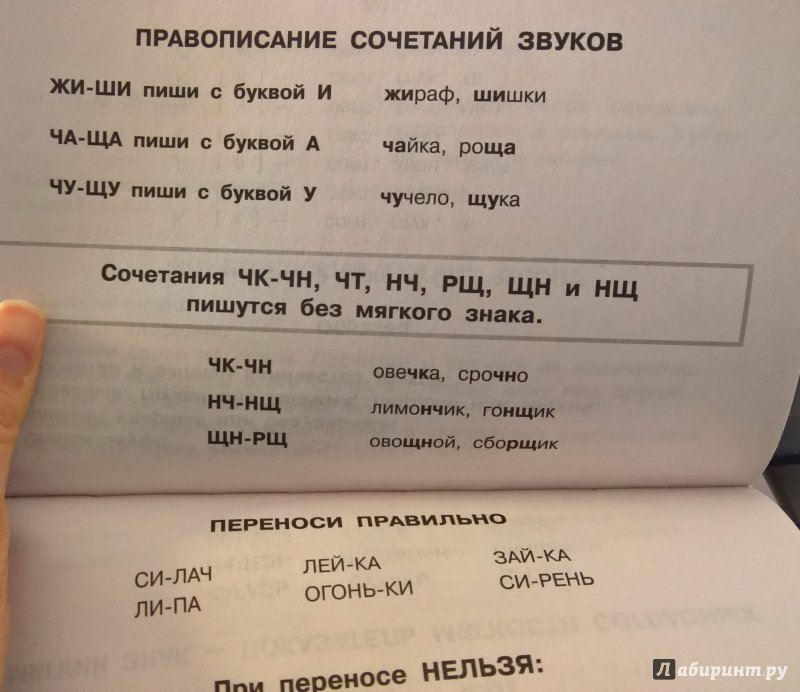 ПРАВОПИСАНИЕ СОЧЕТАНИЙ ЗВУКОВ
ЖИ-ШИ пиши с буквой И жираф, шишки
ЧА-ЩА пиши с буквой А чайка, роща
ЧУ-ЩУ пиши с буквой У чучело, щука
Сочетания ЧК-ЧН, ЧТ, НЧ, РЩ, ЩН и НЩ
пишутся без мягкого знака.
ЧК-ЧН овечка, срочно
НЧ-НЩ лимончик, гонщик
ЩН-РЩ овощной, сборщик
ПЕРЕНОСИ ПРАВИЛЬНО
СИ-ЛАЧ ЛЕЙ-КА ЗАЙ-КА
ЛИ-ПА ОГОНЬ-КИ СИ-РЕНЬ
При переносе НЕЛЬЗЯ:
Лабиринт.ру